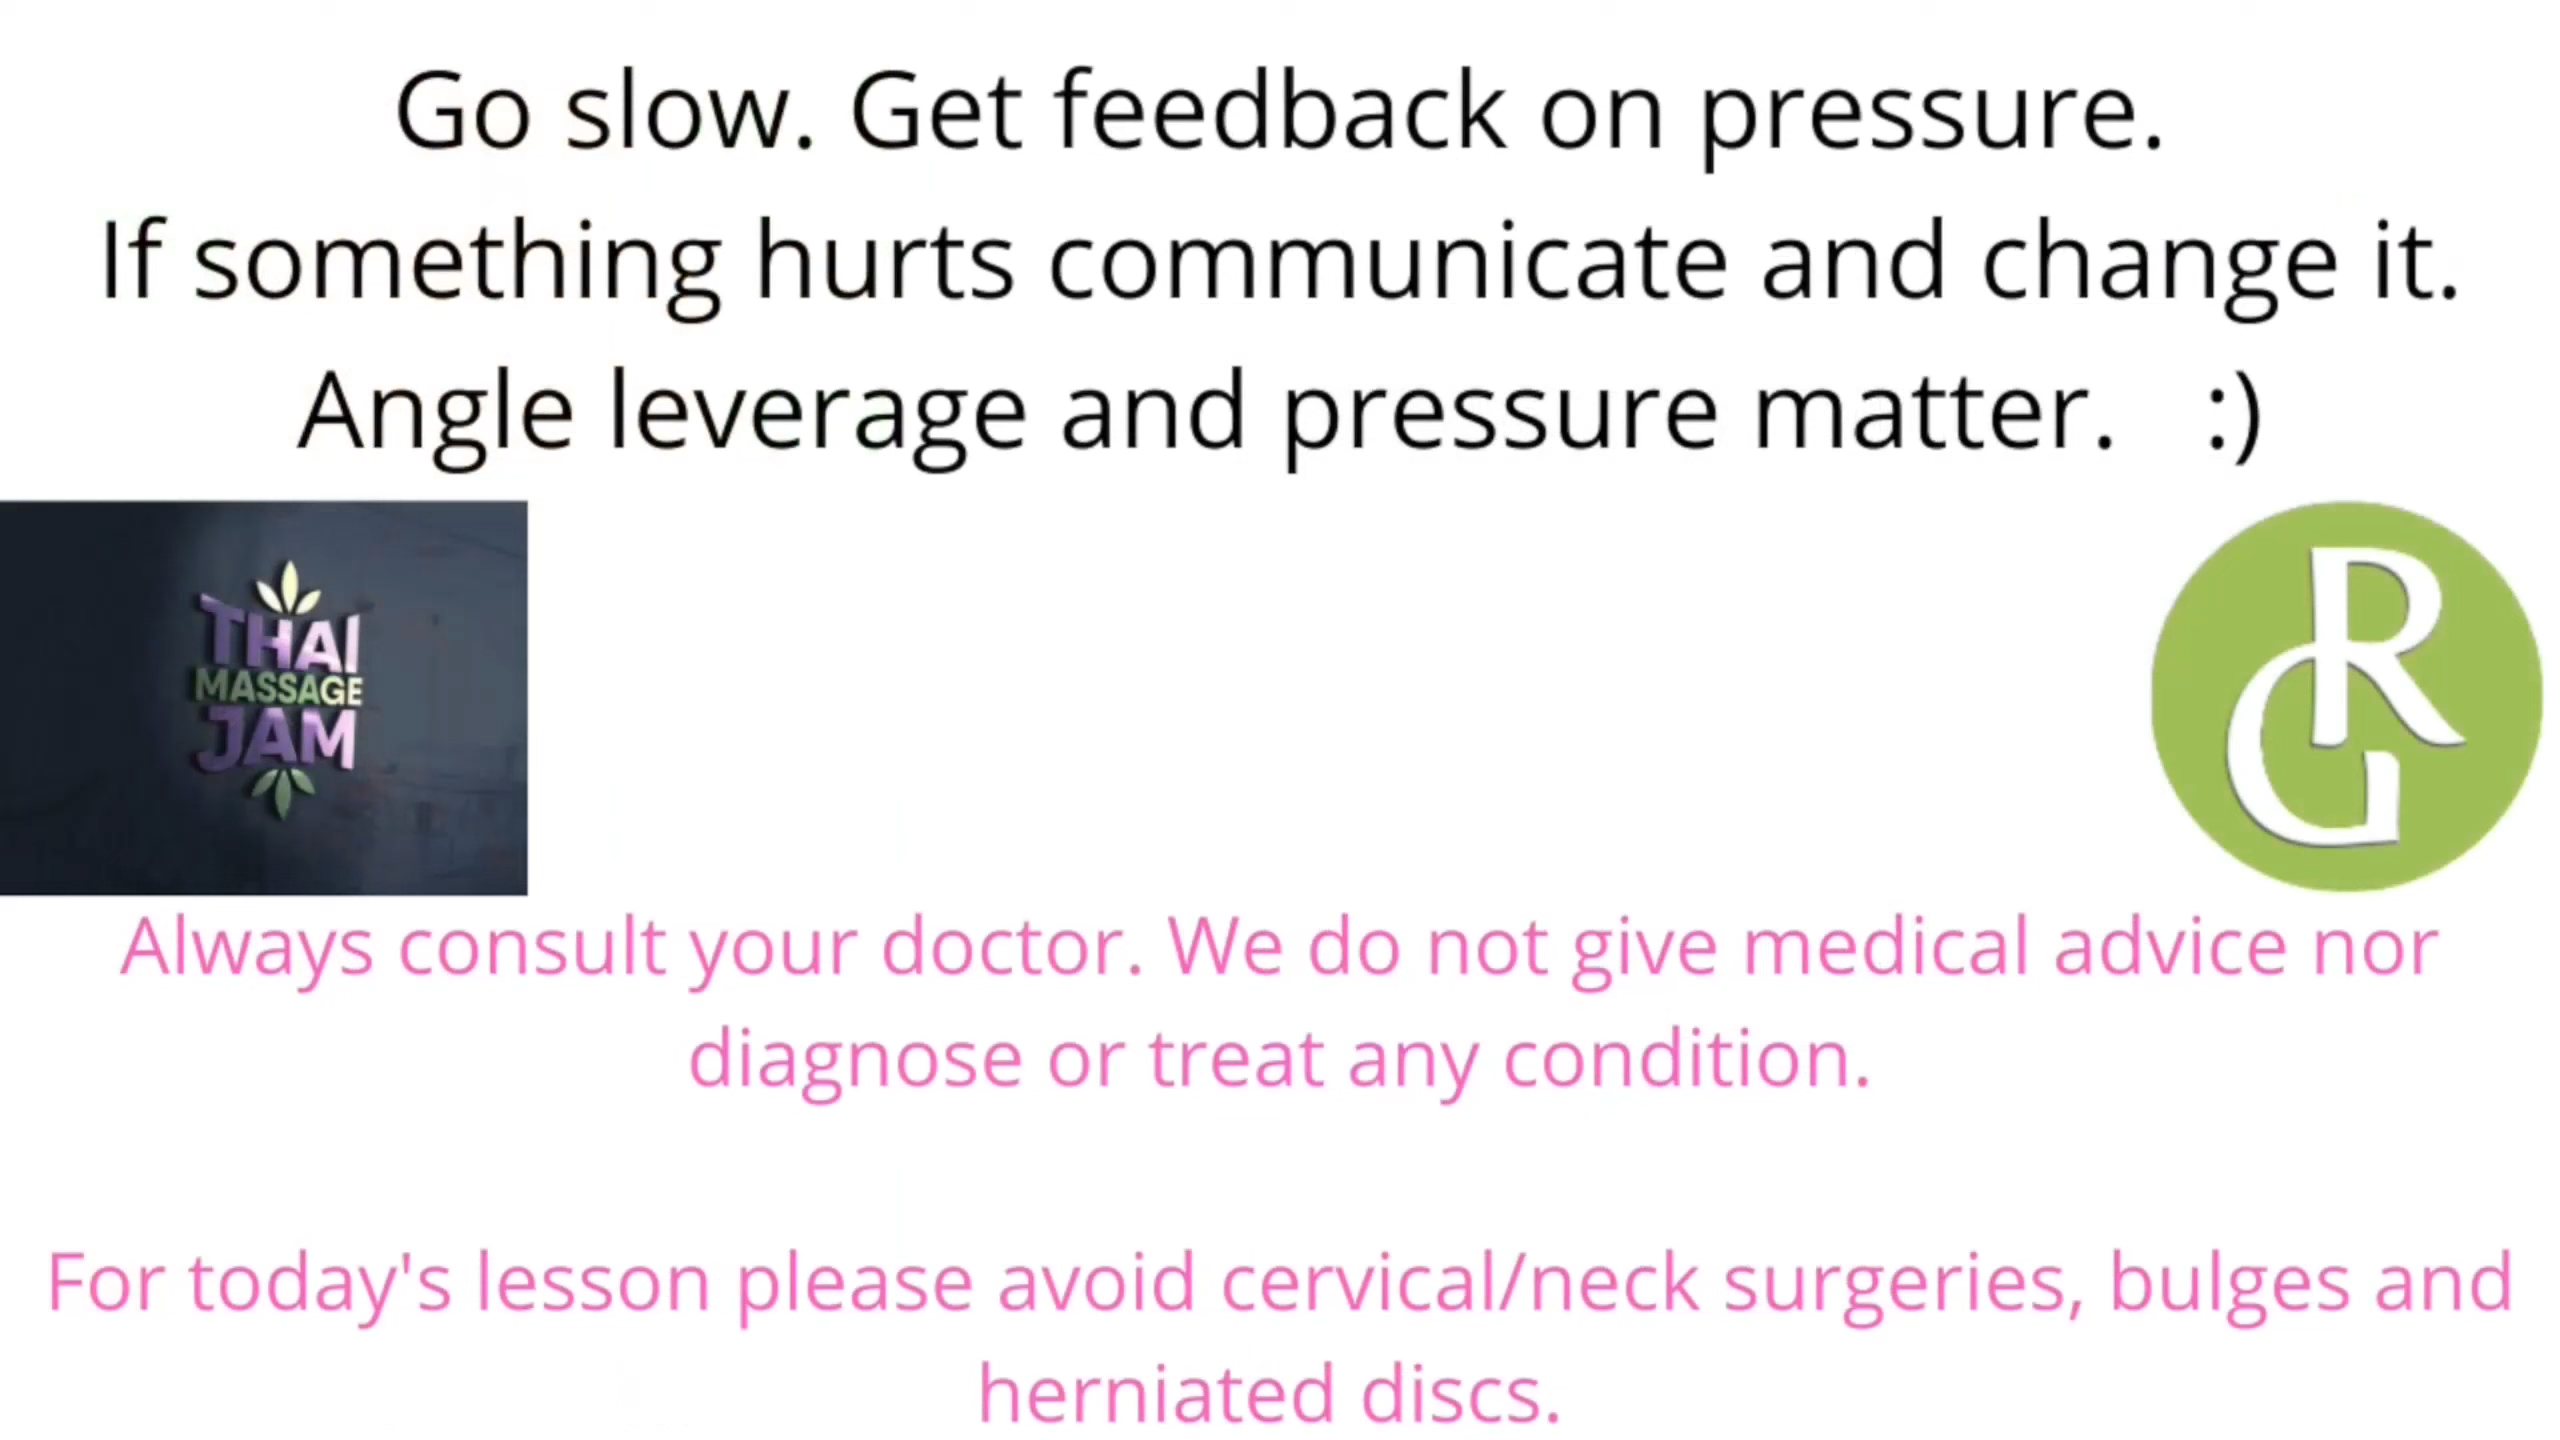 Go slow. Get feedback on pressure.
If something hurts communicate and change it.
Angle leverage and pressure matter. :)
THAI
MASSAGE
JAM
R
G
Always consult your doctor. We do not give medical advice nor
diagnose or treat any condition.
For today's lesson please avoid cervical/neck surgeries, bulges and
herniated discs.